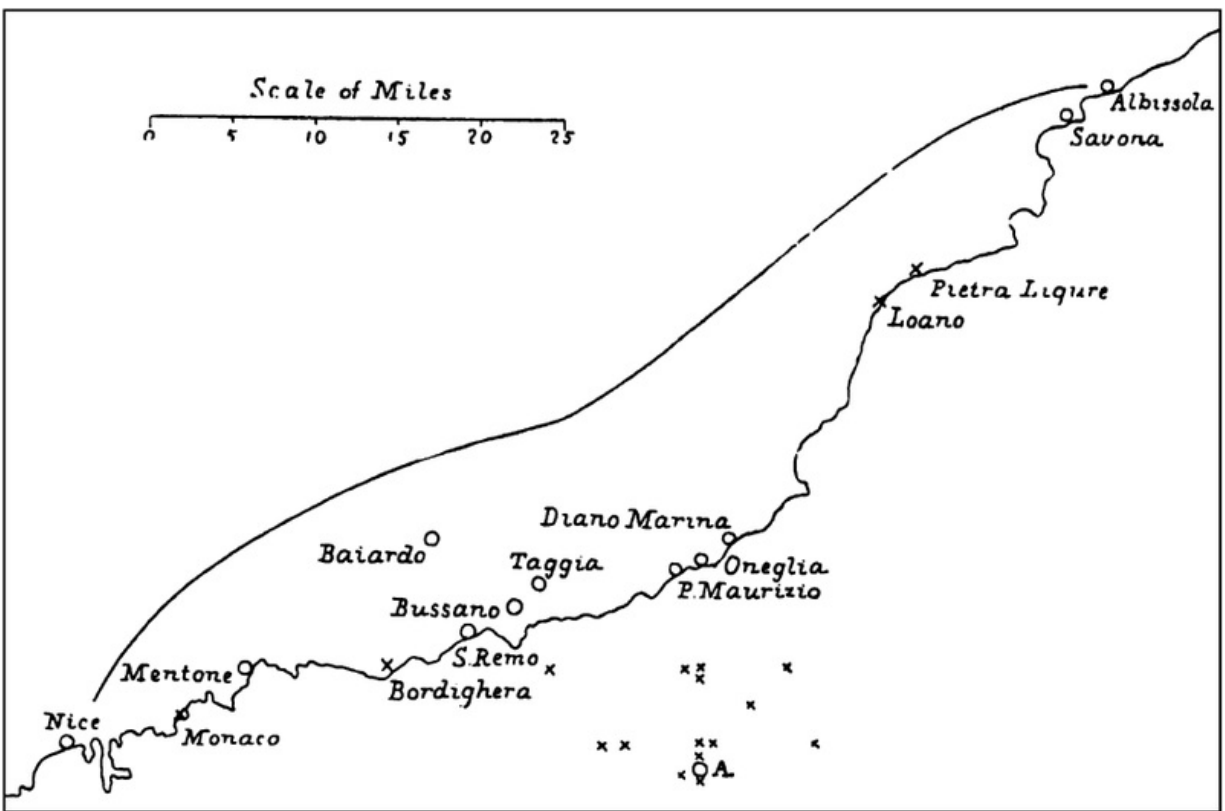 Scale of Miles
0 5 10 15 20 25
Albissola
Savona
Pietra Ligure
Loano
Diano Marina
Baiardo
Taggia
Oneglia
P. Maurizio
Bussano
S. Remo
Mentone
Bordighera
Nice
Monaco
A.